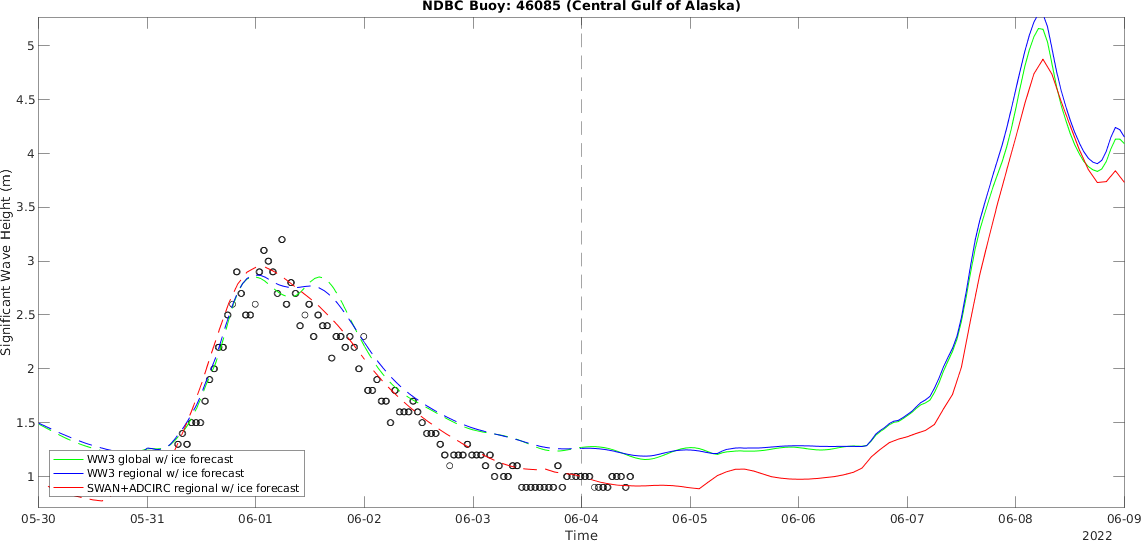 NDBC Buoy: 46085 (Central Gulf of Alaska)
Significant Wave Height (m)
5
4.5
4
3.5
3
2.5
2
1.5
1
WW3 global w/ ice forecast
WW3 regional w/ ice forecast
SWAN+ADCIRC regional w/ ice forecast
05-30 05-31 06-01 06-02 06-03 06-04 06-05 06-06 06-07 06-08 06-09
Time
2022